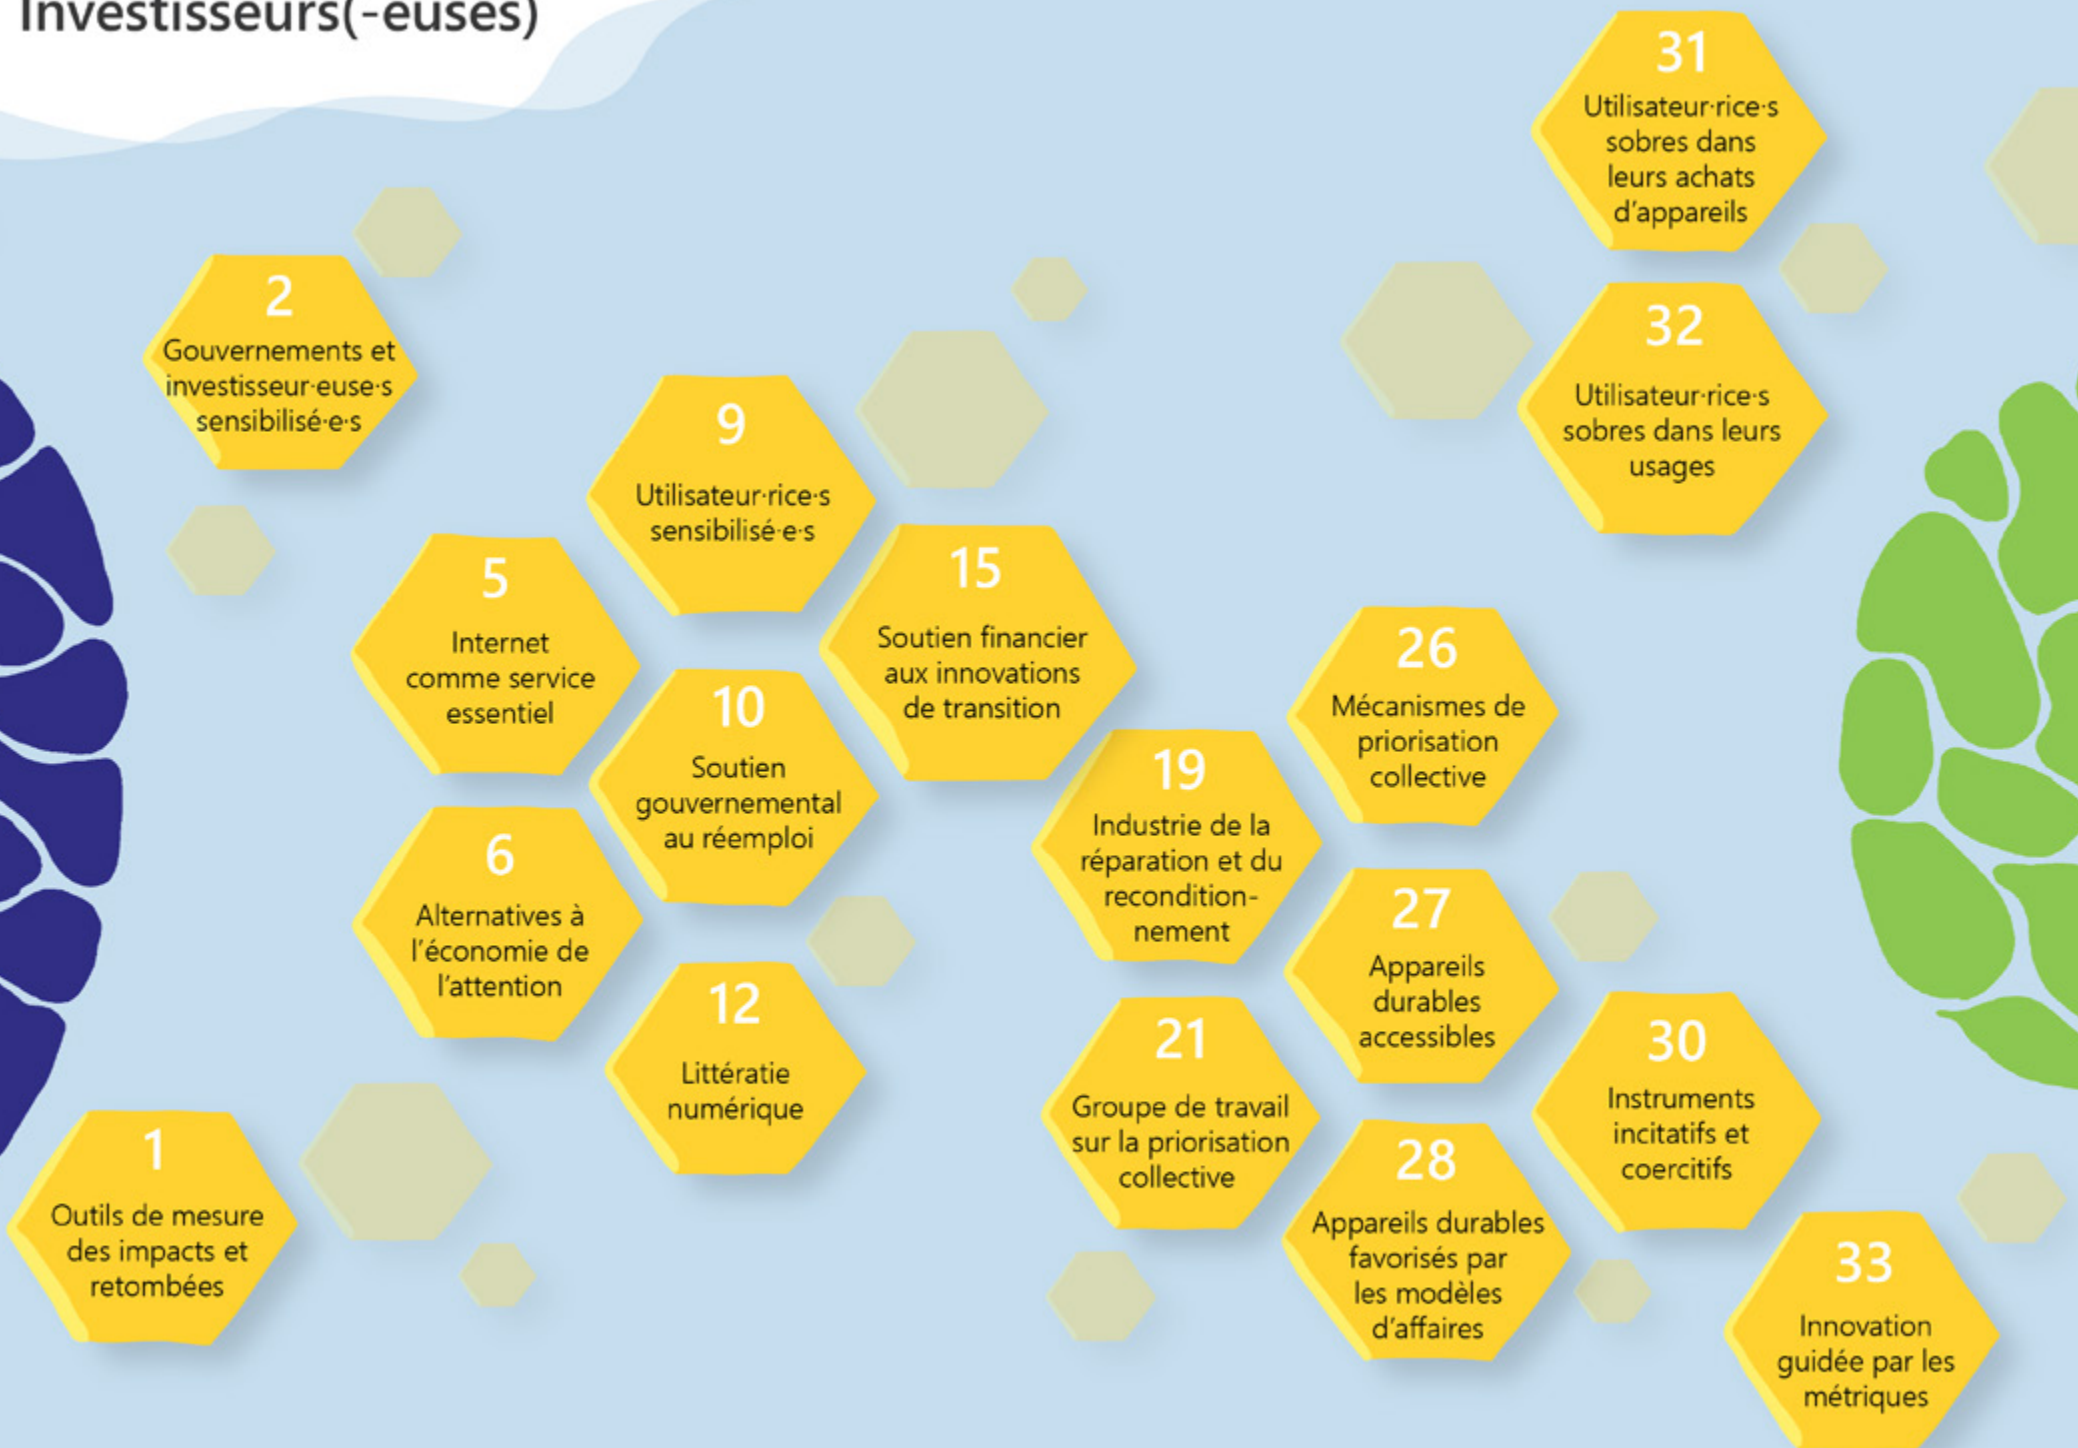 Investisseurs(-euses)
31
Utilisateur·rice·s
sobres dans
leurs achats
d'appareils
2
Gouvernements et
investisseur·euse·s
sensibilisé·e·s
32
Utilisateur·rice·s
sobres dans leurs
usages
9
Utilisateur·rice·s
sensibilisé·e·s
5
Internet
comme service
essentiel
15
Soutien financier
aux innovations
de transition
10
Soutien
gouvernemental
au réemploi
26
Mécanismes de
priorisation
collective
19
Industrie de la
réparation et du
recondition-
nement
6
Alternatives à
l'économie de
l'attention
27
Appareils
durables
accessibles
12
Littératie
numérique
21
Groupe de travail
sur la priorisation
collective
30
Instruments
incitatifs et
coercitifs
1
Outils de mesure
des impacts et
retombées
28
Appareils durables
favorisés par
les modèles
d'affaires
33
Innovation
guidée par les
métriques